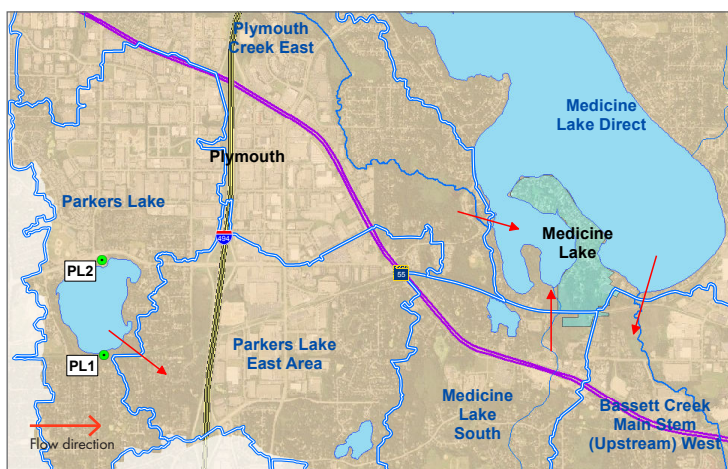 Plymouth
Creek East
Medicine
Lake Direct
Plymouth
Parkers Lake
494
Medicine
Lake
PL2
55
PL1
Parkers Lake
East Area
Medicine
Lake
South
Bassett Creek
Main Stem
(Upstream) West
Flow direction